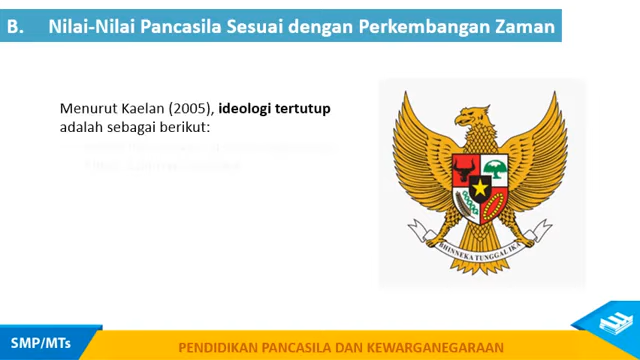 B. Nilai-Nilai Pancasila Sesuai dengan Perkembangan Zaman
Menurut Kaelan (2005), ideologi tertutup
adalah sebagai berikut:
BHINNEKA TUNGGAL IKA
SMP/MTs
PENDIDIKAN PANCASILA DAN KEWARGANEGARAAN